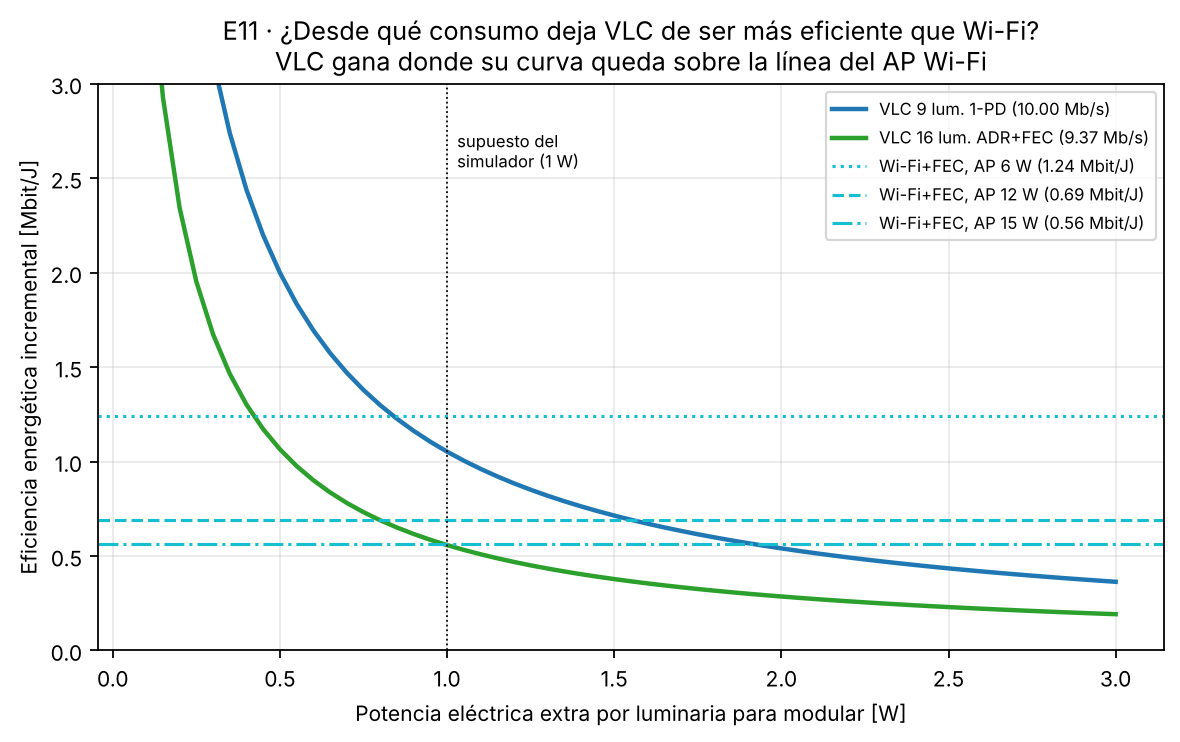 E11 · ¿Desde qué consumo deja VLC de ser más eficiente que Wi-Fi?
VLC gana donde su curva queda sobre la línea del AP Wi-Fi
Eficiencia energética incremental [Mbit/J]
3.0
2.5
2.0
1.5
1.0
0.5
0.0
supuesto del
simulador (1 W)
VLC 9 lum. 1-PD (10.00 Mb/s)
VLC 16 lum. ADR+FEC (9.37 Mb/s)
Wi-Fi+FEC, AP 6 W (1.24 Mbit/J)
Wi-Fi+FEC, AP 12 W (0.69 Mbit/J)
Wi-Fi+FEC, AP 15 W (0.56 Mbit/J)
0.0 0.5 1.0 1.5 2.0 2.5 3.0
Potencia eléctrica extra por luminaria para modular [W]